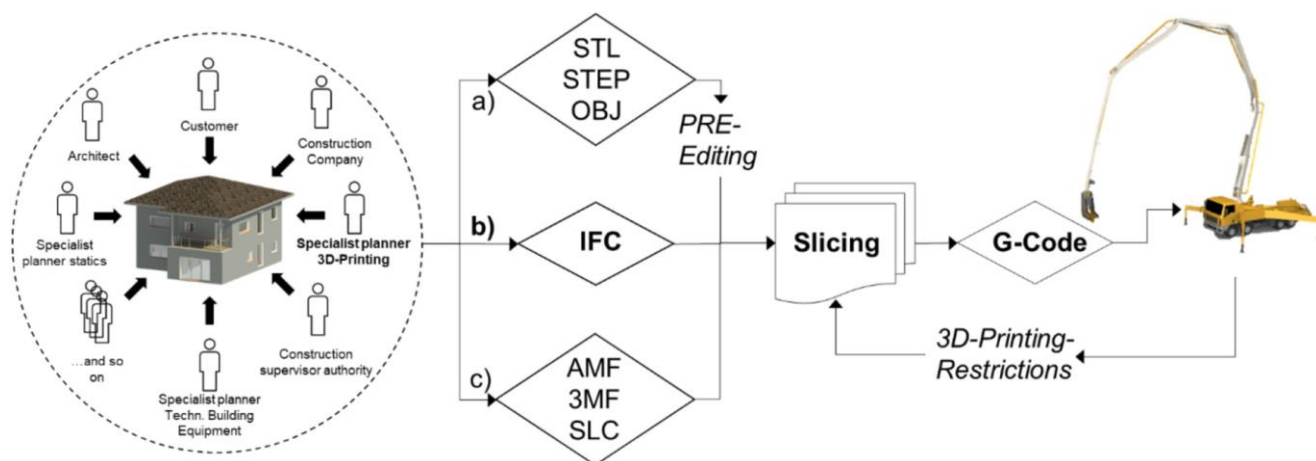 Customer
Architect
Construction
Company
Specialist
planner statics
Specialist planner
3D-Printing
...and so
on
Construction
supervisor authority
Specialist planner
Techn. Building
Equipment
a)
STL
STEP
OBJ
PRE-
Editing
b)
IFC
Slicing
G-Code
c)
AMF
3MF
SLC
3D-Printing-
Restrictions